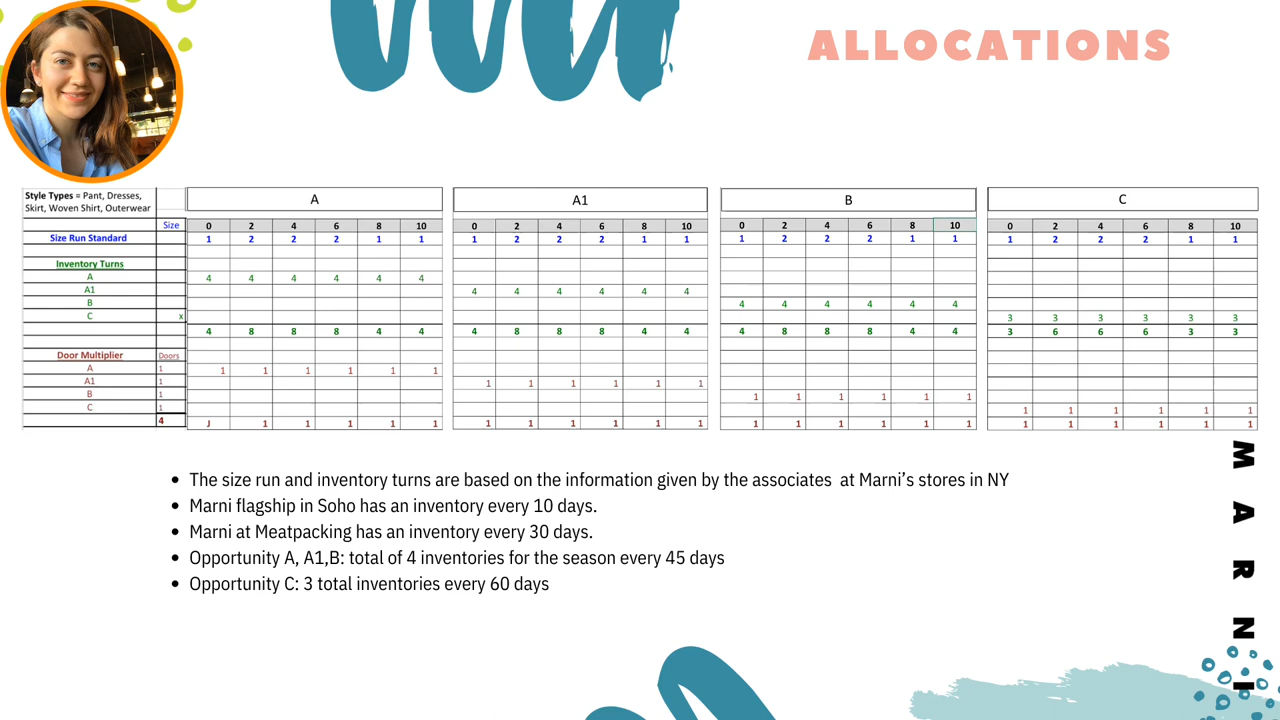 ALLOCATIONS
Style Types = Pant, Dresses,
Skirt, Woven Shirt, Outerwear
A A1 B C
Size 0 2 4 6 8 10 0 2 4 6 8 10 0 2 4 6 8 10 0 2 4 6 8 10
Size Run Standard 1 2 2 2 1 1 1 2 2 2 1 1 1 2 2 2 1 1 1 2 2 2 1 1
Inventory Turns
A 4 4 4 4 4 4
A1 4 4 4 4 4 4
B 4 4 4 4 4 4
C x 3 3 3 3 3 3
4 8 8 8 4 4 4 8 8 8 4 4 4 8 8 8 4 4 3 6 6 6 3 3
Door Multiplier Doors
A 1 1 1 1 1 1 1
A1 1 1 1 1 1 1 1
B 1 1 1 1 1 1 1
C 1 1 1 1 1 1 1
4 J 1 1 1 1 1 1 1 1 1 1 1 1 1 1 1 1 1 1 1 1 1 1 1
• The size run and inventory turns are based on the information given by the associates at Marni's stores in NY
• Marni flagship in Soho has an inventory every 10 days.
• Marni at Meatpacking has an inventory every 30 days.
• Opportunity A, A1,B: total of 4 inventories for the season every 45 days
• Opportunity C: 3 total inventories every 60 days
MARNI